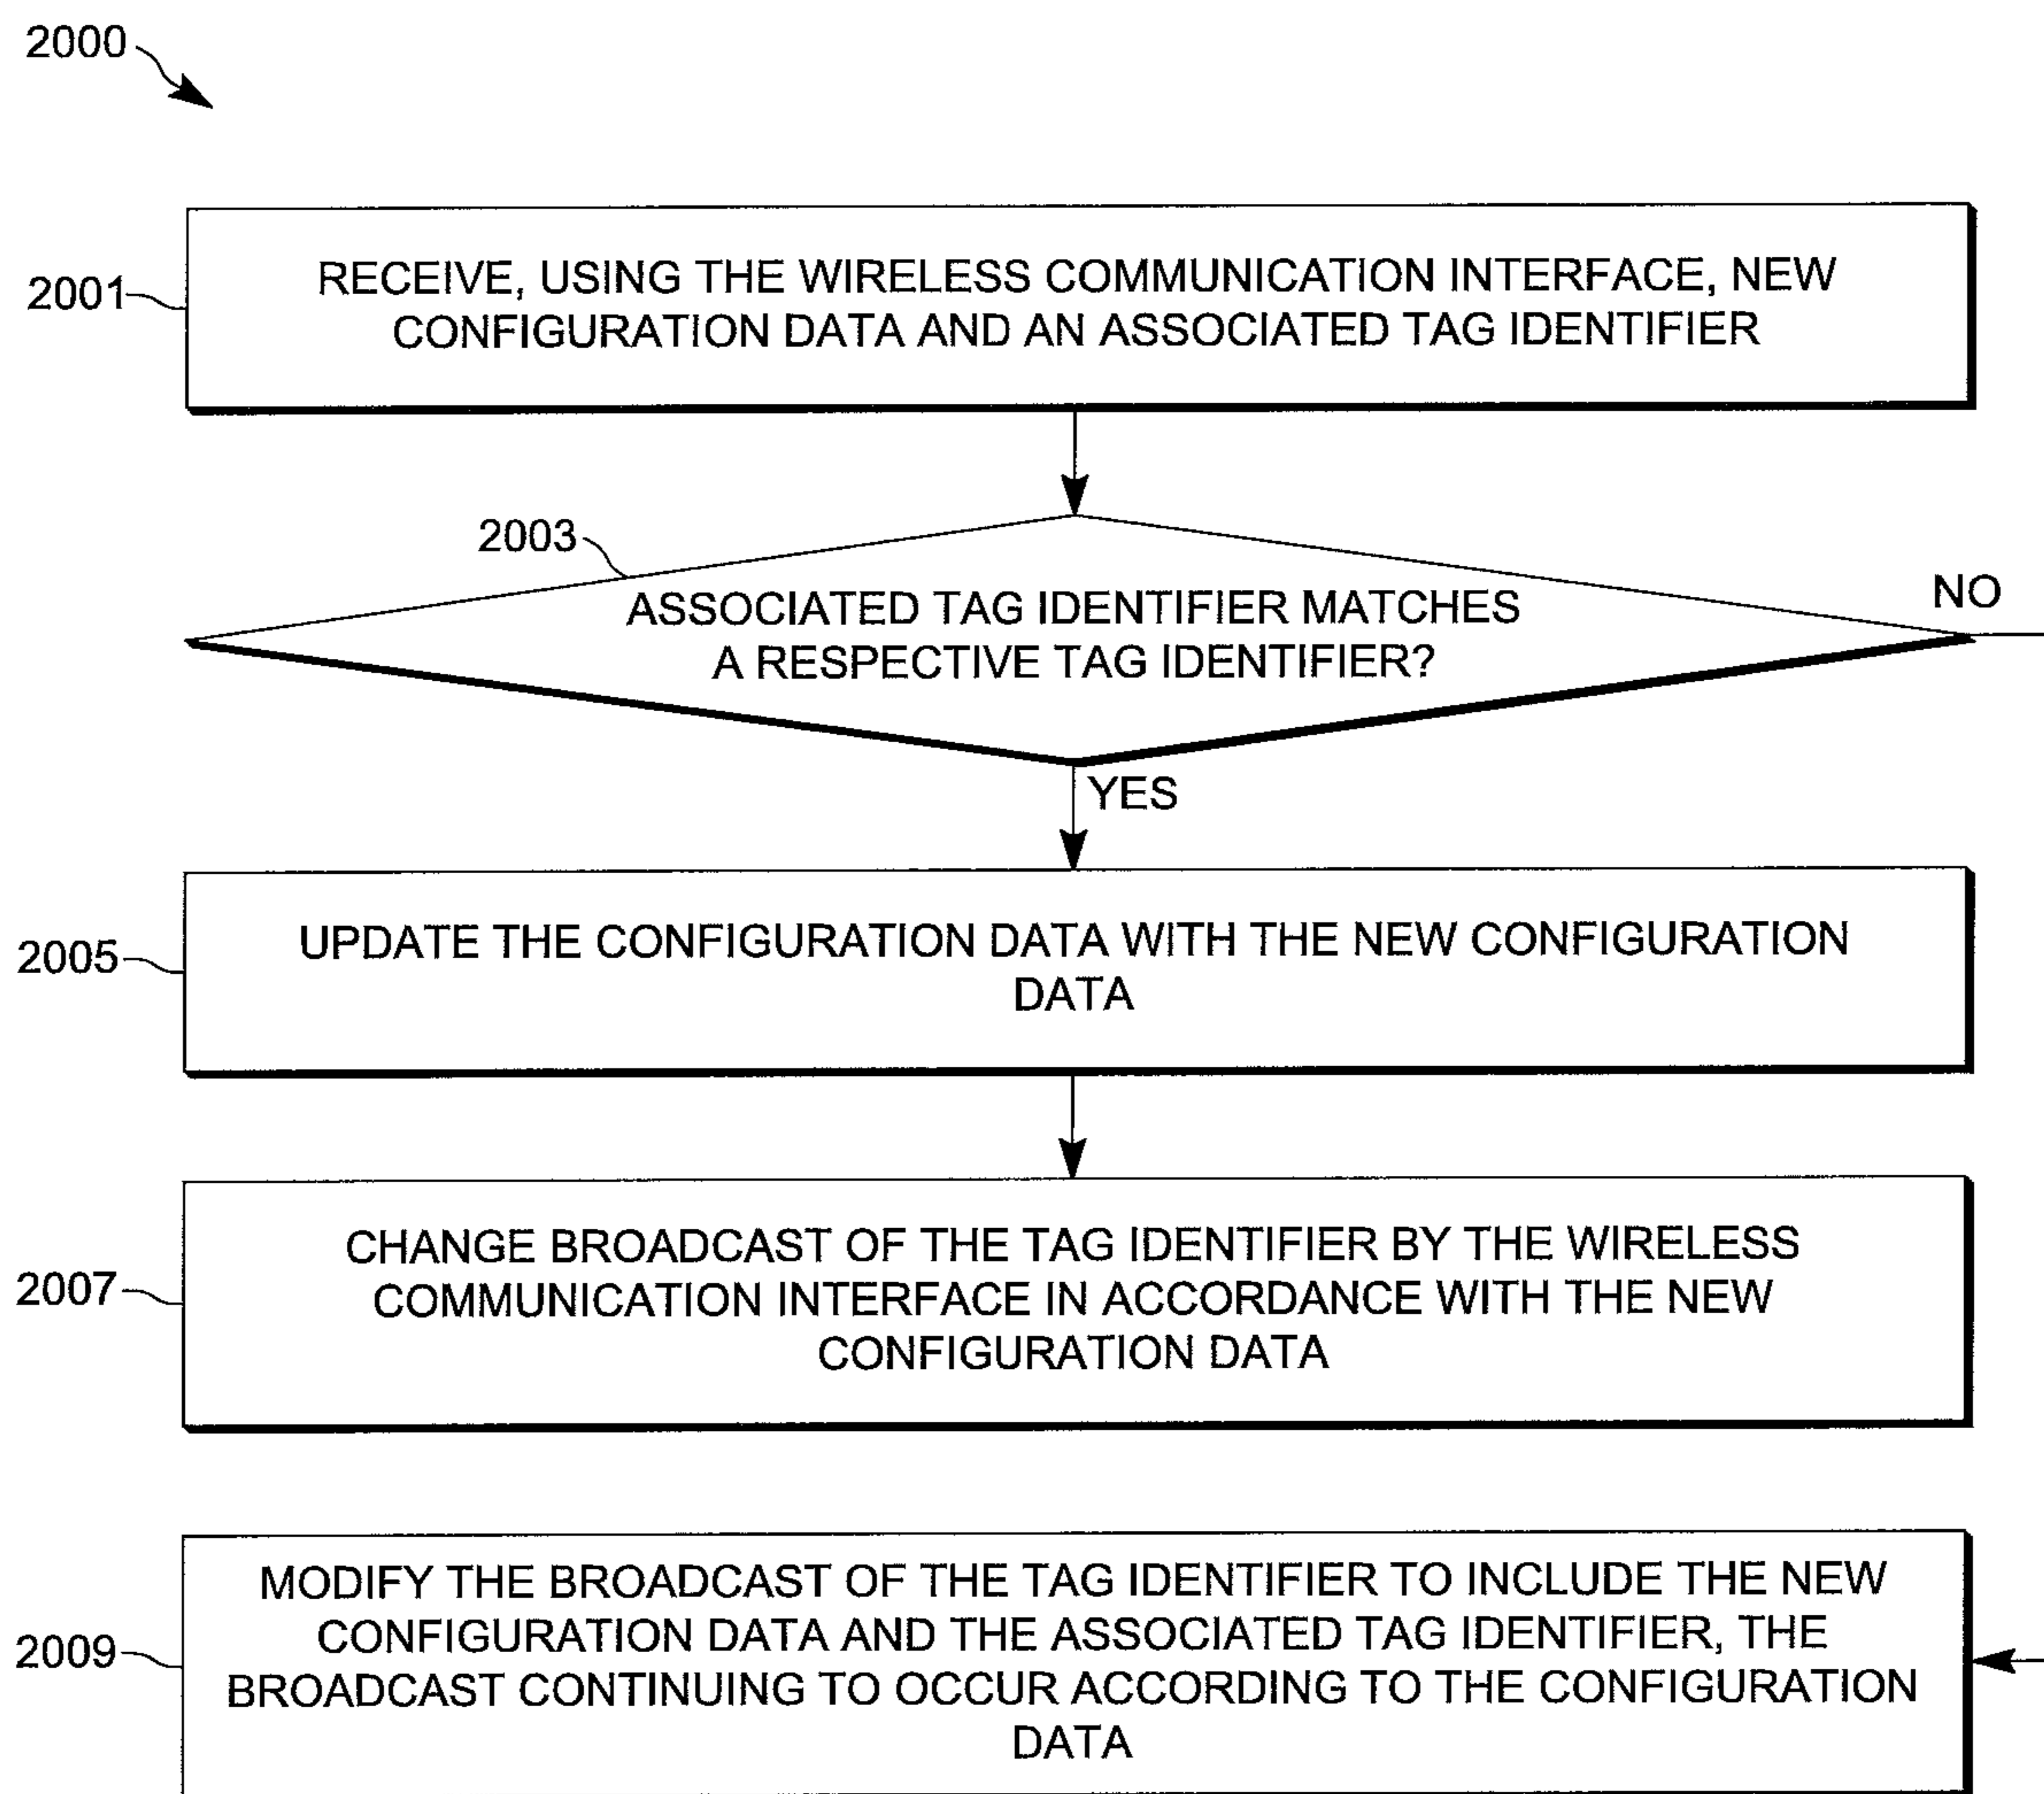 2000
2001
RECEIVE, USING THE WIRELESS COMMUNICATION INTERFACE, NEW
CONFIGURATION DATA AND AN ASSOCIATED TAG IDENTIFIER
2003
ASSOCIATED TAG IDENTIFIER MATCHES
A RESPECTIVE TAG IDENTIFIER?
NO
YES
2005
UPDATE THE CONFIGURATION DATA WITH THE NEW CONFIGURATION
DATA
2007
CHANGE BROADCAST OF THE TAG IDENTIFIER BY THE WIRELESS
COMMUNICATION INTERFACE IN ACCORDANCE WITH THE NEW
CONFIGURATION DATA
2009
MODIFY THE BROADCAST OF THE TAG IDENTIFIER TO INCLUDE THE NEW
CONFIGURATION DATA AND THE ASSOCIATED TAG IDENTIFIER, THE
BROADCAST CONTINUING TO OCCUR ACCORDING TO THE CONFIGURATION
DATA